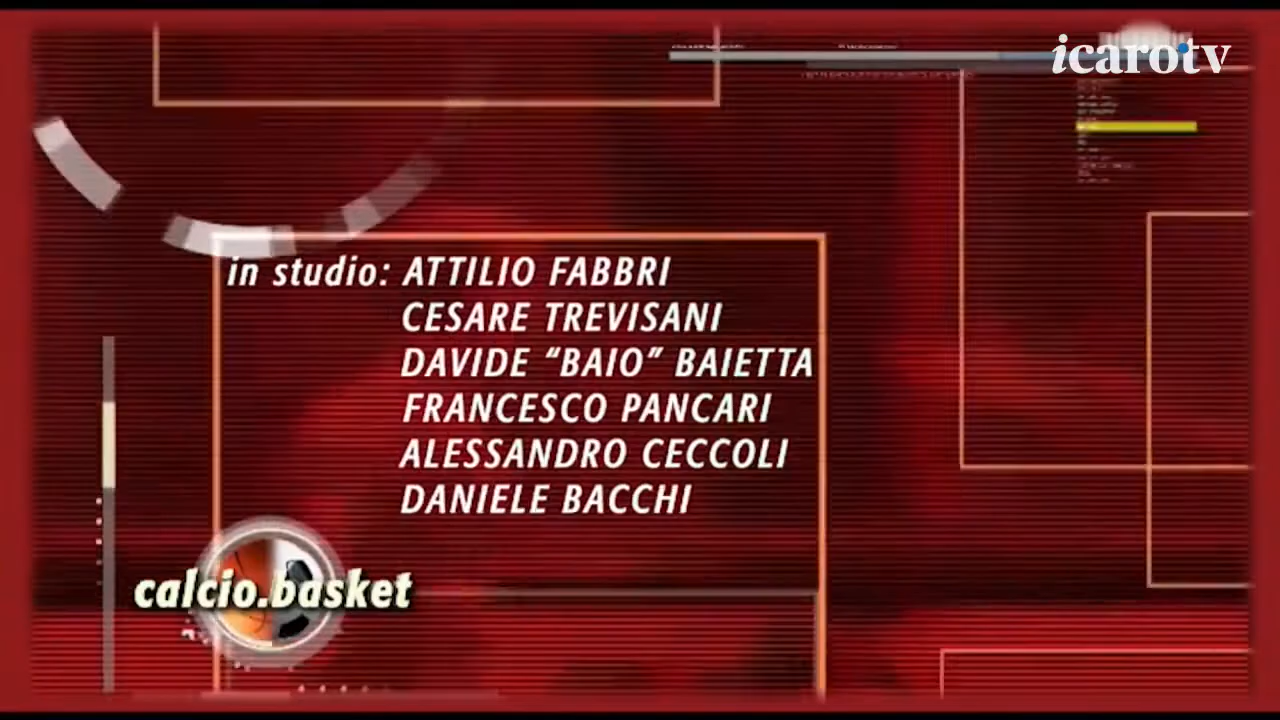 icarotv
in studio: ATTILIO FABBRI
CESARE TREVISANI
DAVIDE “BAIO” BAIETTA
FRANCESCO PANCARI
ALESSANDRO CECCOLI
DANIELE BACCHI
calcio.basket